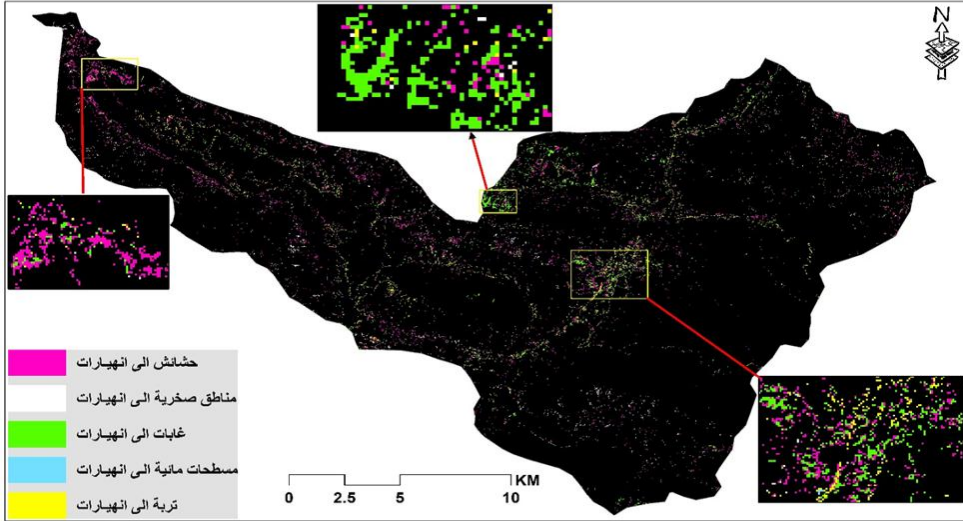 N
حشائش الى انهيارات
مناطق صخرية الى انهيارات
غابات الى انهيارات
مسطحات مائية الى انهيارات
تربة الى انهيارات
KM
0 2.5 5 10